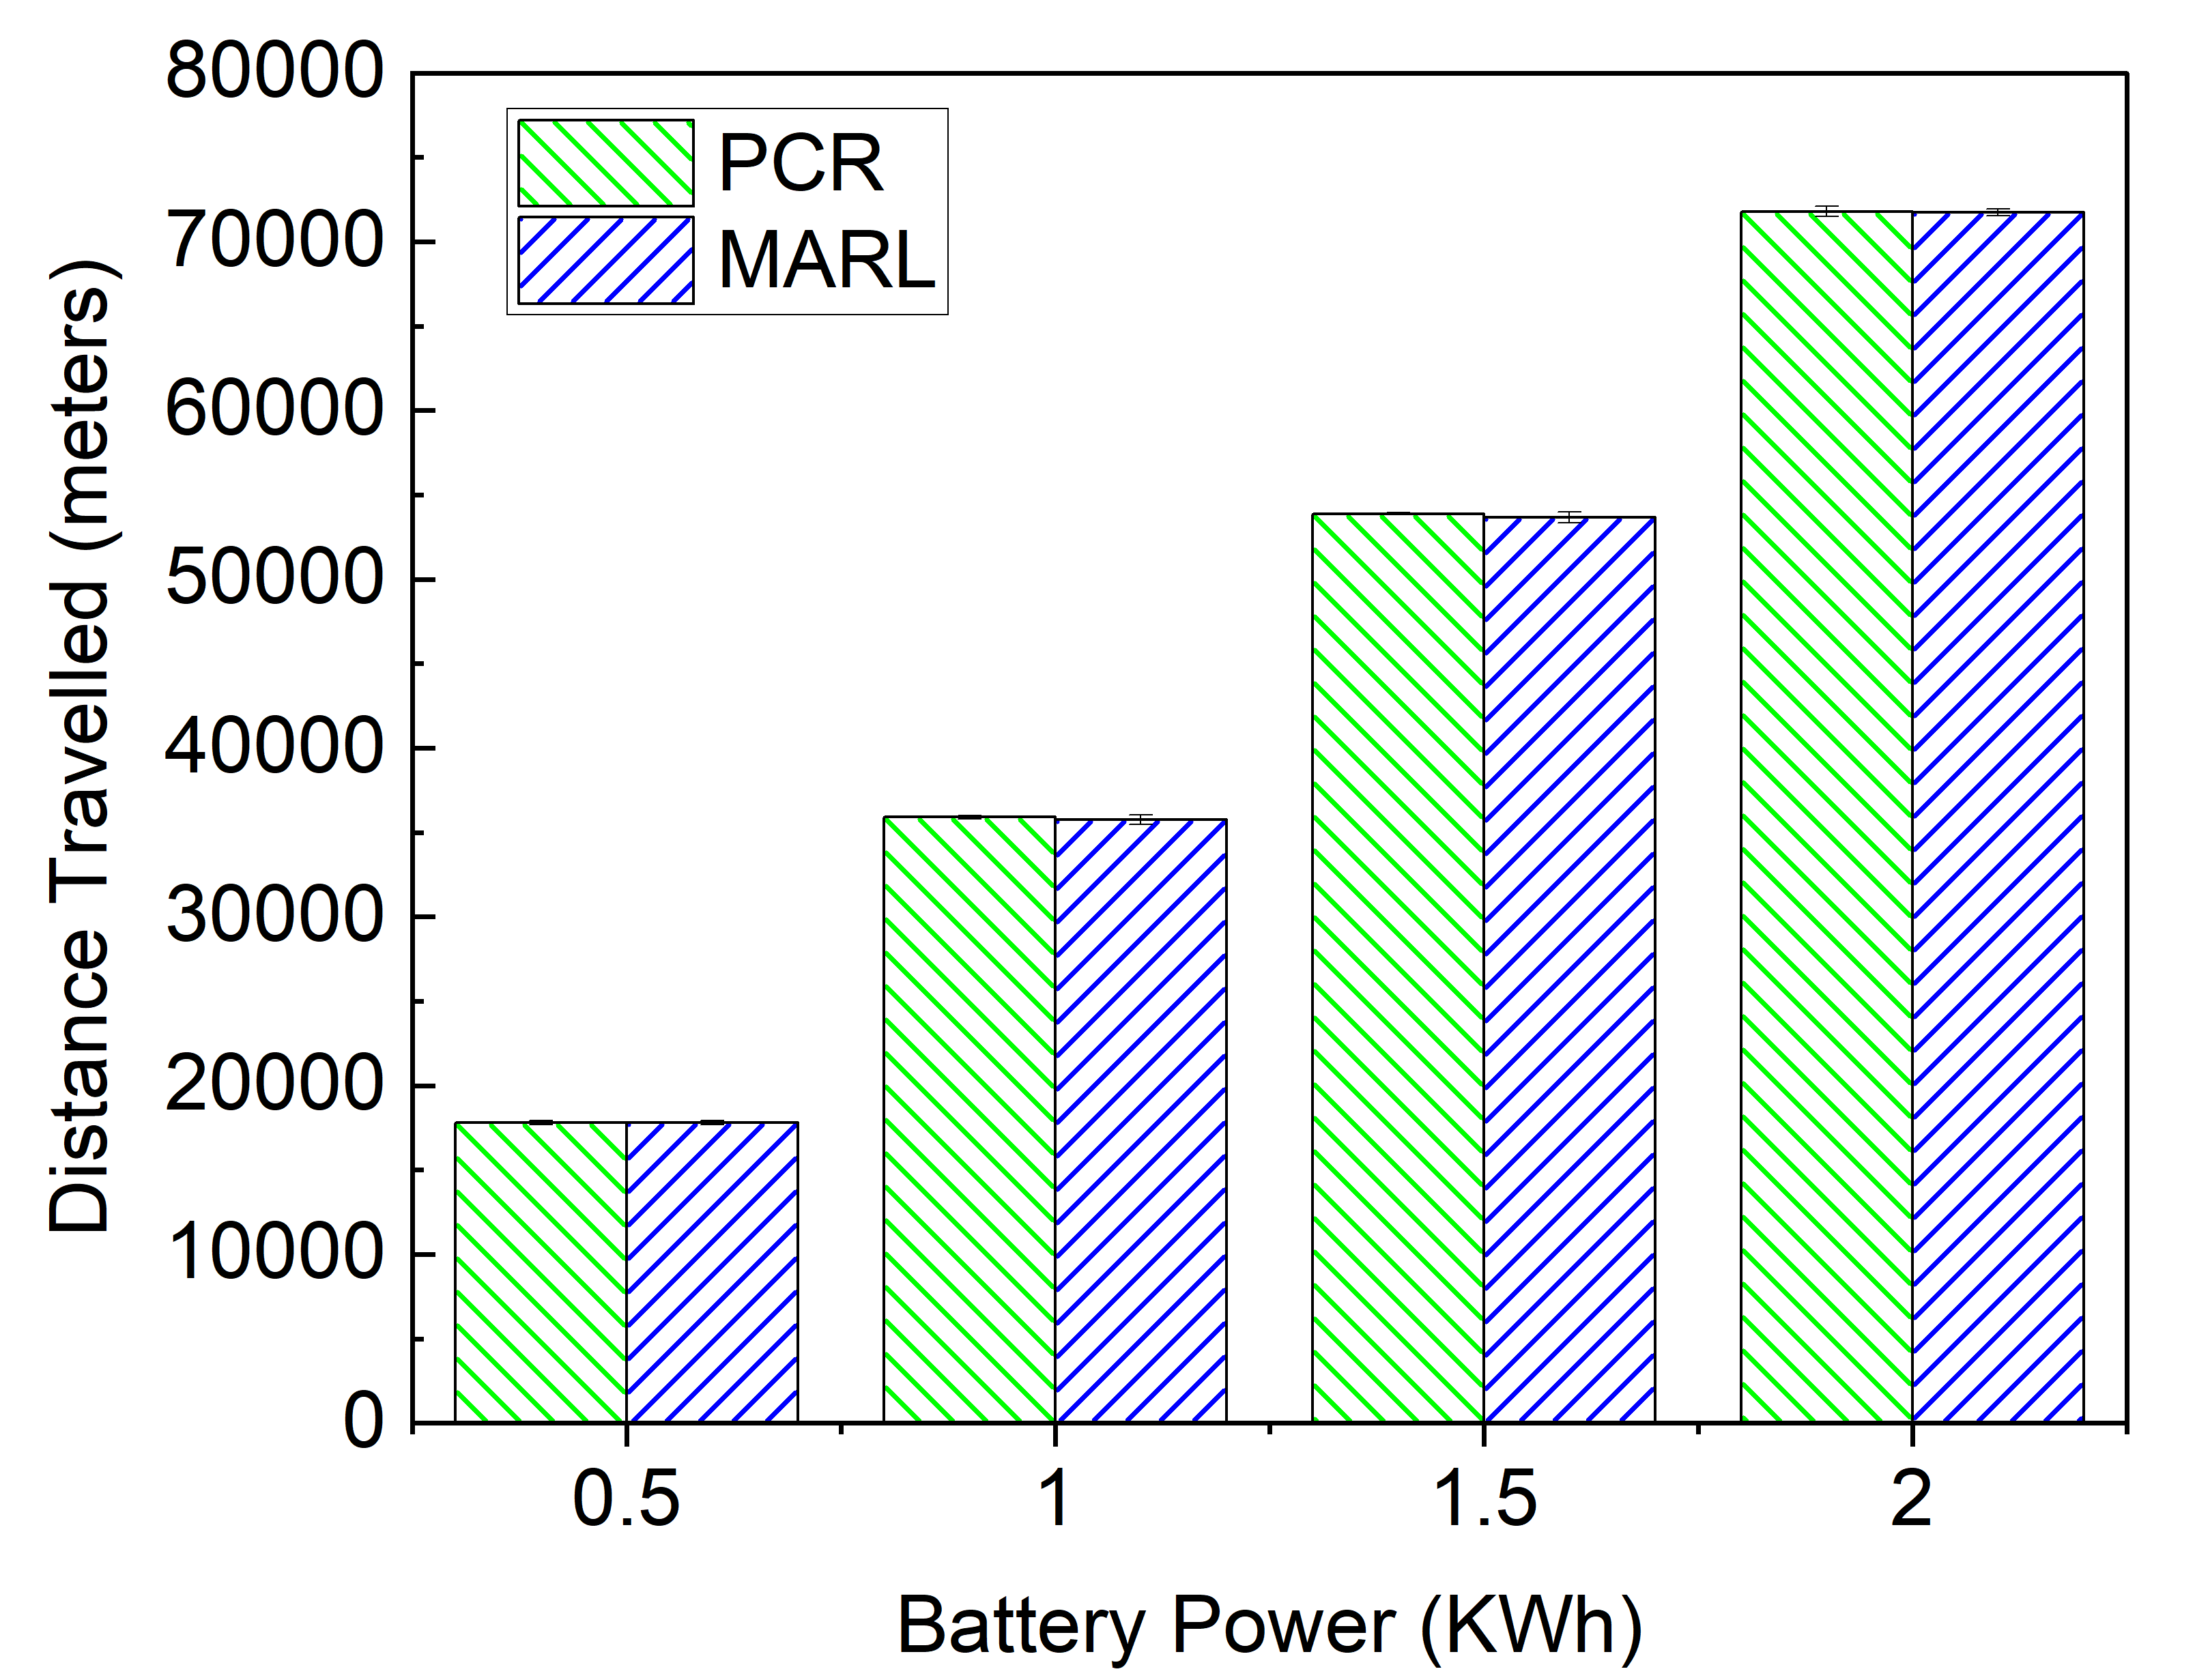 80000
70000
60000
50000
40000
30000
20000
10000
0
Distance Travelled (meters)
PCR
MARL
0.5 1 1.5 2
Battery Power (KWh)